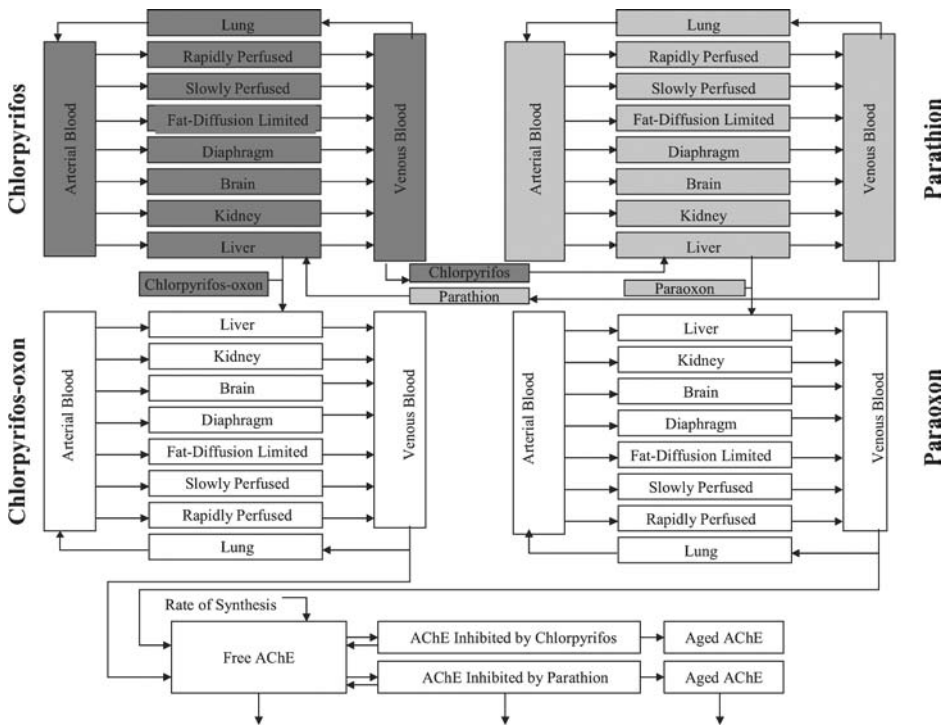 Chlorpyrifos
Arterial Blood
Lung
Rapidly Perfused
Slowly Perfused
Fat-Diffusion Limited
Diaphragm
Brain
Kidney
Liver
Venous Blood
Parathion
Arterial Blood
Lung
Rapidly Perfused
Slowly Perfused
Fat-Diffusion Limited
Diaphragm
Brain
Kidney
Liver
Venous Blood
Chlorpyrifos
Parathion
Chlorpyrifos-oxon
Paraoxon
Chlorpyrifos-oxon
Arterial Blood
Liver
Kidney
Brain
Diaphragm
Fat-Diffusion Limited
Slowly Perfused
Rapidly Perfused
Lung
Venous Blood
Paraoxon
Arterial Blood
Liver
Kidney
Brain
Diaphragm
Fat-Diffusion Limited
Slowly Perfused
Rapidly Perfused
Lung
Venous Blood
Rate of Synthesis
Free AChE
AChE Inhibited by Chlorpyrifos
Aged AChE
AChE Inhibited by Parathion
Aged AChE